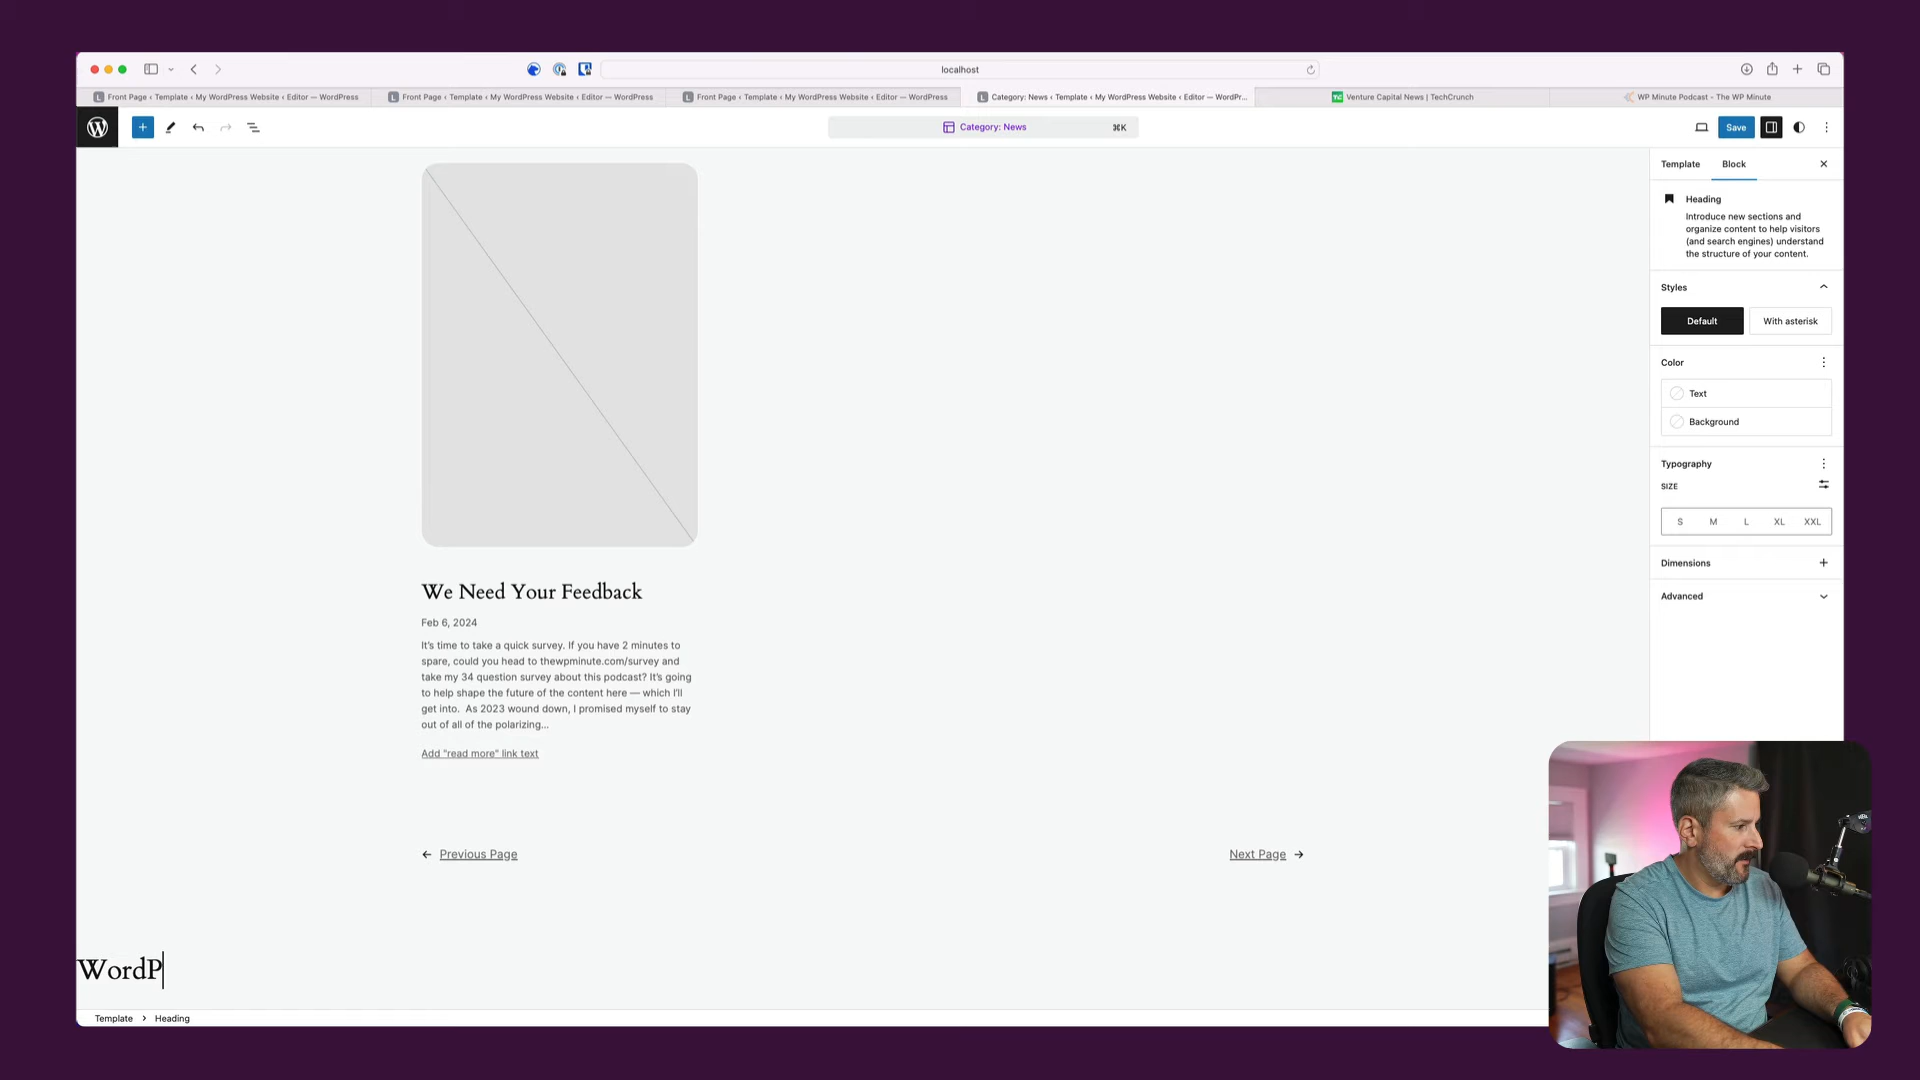 localhost
Front Page ‹ Template ‹ My WordPress Website ‹ Editor — WordPress
Front Page ‹ Template ‹ My WordPress Website ‹ Editor — WordPress
Front Page ‹ Template ‹ My WordPress Website ‹ Editor — WordPress
Category: News ‹ Template ‹ My WordPress Website ‹ Editor — WordPr...
Venture Capital News | TechCrunch
WP Minute Podcast - The WP Minute
Category: News
⌘K
Save
Template
Block
Heading
Introduce new sections and
organize content to help visitors
(and search engines) understand
the structure of your content.
Styles
Default
With asterisk
Color
Text
Background
Typography
SIZE
S M L XL XXL
Dimensions
Advanced
We Need Your Feedback
Feb 6, 2024
It’s time to take a quick survey. If you have 2 minutes to
spare, could you head to thewpminute.com/survey and
take my 34 question survey about this podcast? It’s going
to help shape the future of the content here — which I’ll
get into.  As 2023 wound down, I promised myself to stay
out of all of the polarizing…
Add "read more" link text
Previous Page
Next Page
WordP
Template › Heading